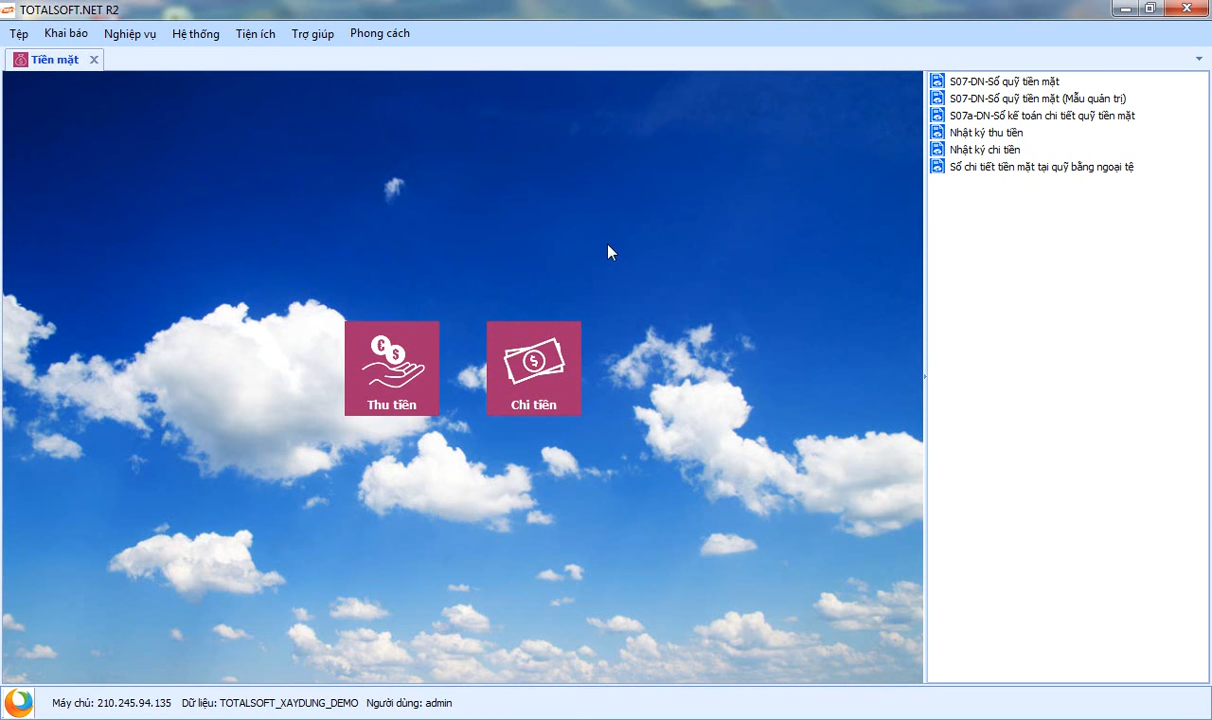 TOTALSOFT.NET R2
Tệp Khai báo Nghiệp vụ Hệ thống Tiện ích Trợ giúp Phong cách
Tiền mặt
S07-DN-Sổ quỹ tiền mặt
S07-DN-Sổ quỹ tiền mặt (Mẫu quản trị)
S07a-DN-Sổ kế toán chi tiết quỹ tiền mặt
Nhật ký thu tiền
Nhật ký chi tiền
Sổ chi tiết tiền mặt tại quỹ bằng ngoại tệ
Thu tiền
Chi tiền
Máy chủ: 210.245.94.135 Dữ liệu: TOTALSOFT_XAYDUNG_DEMO Người dùng: admin